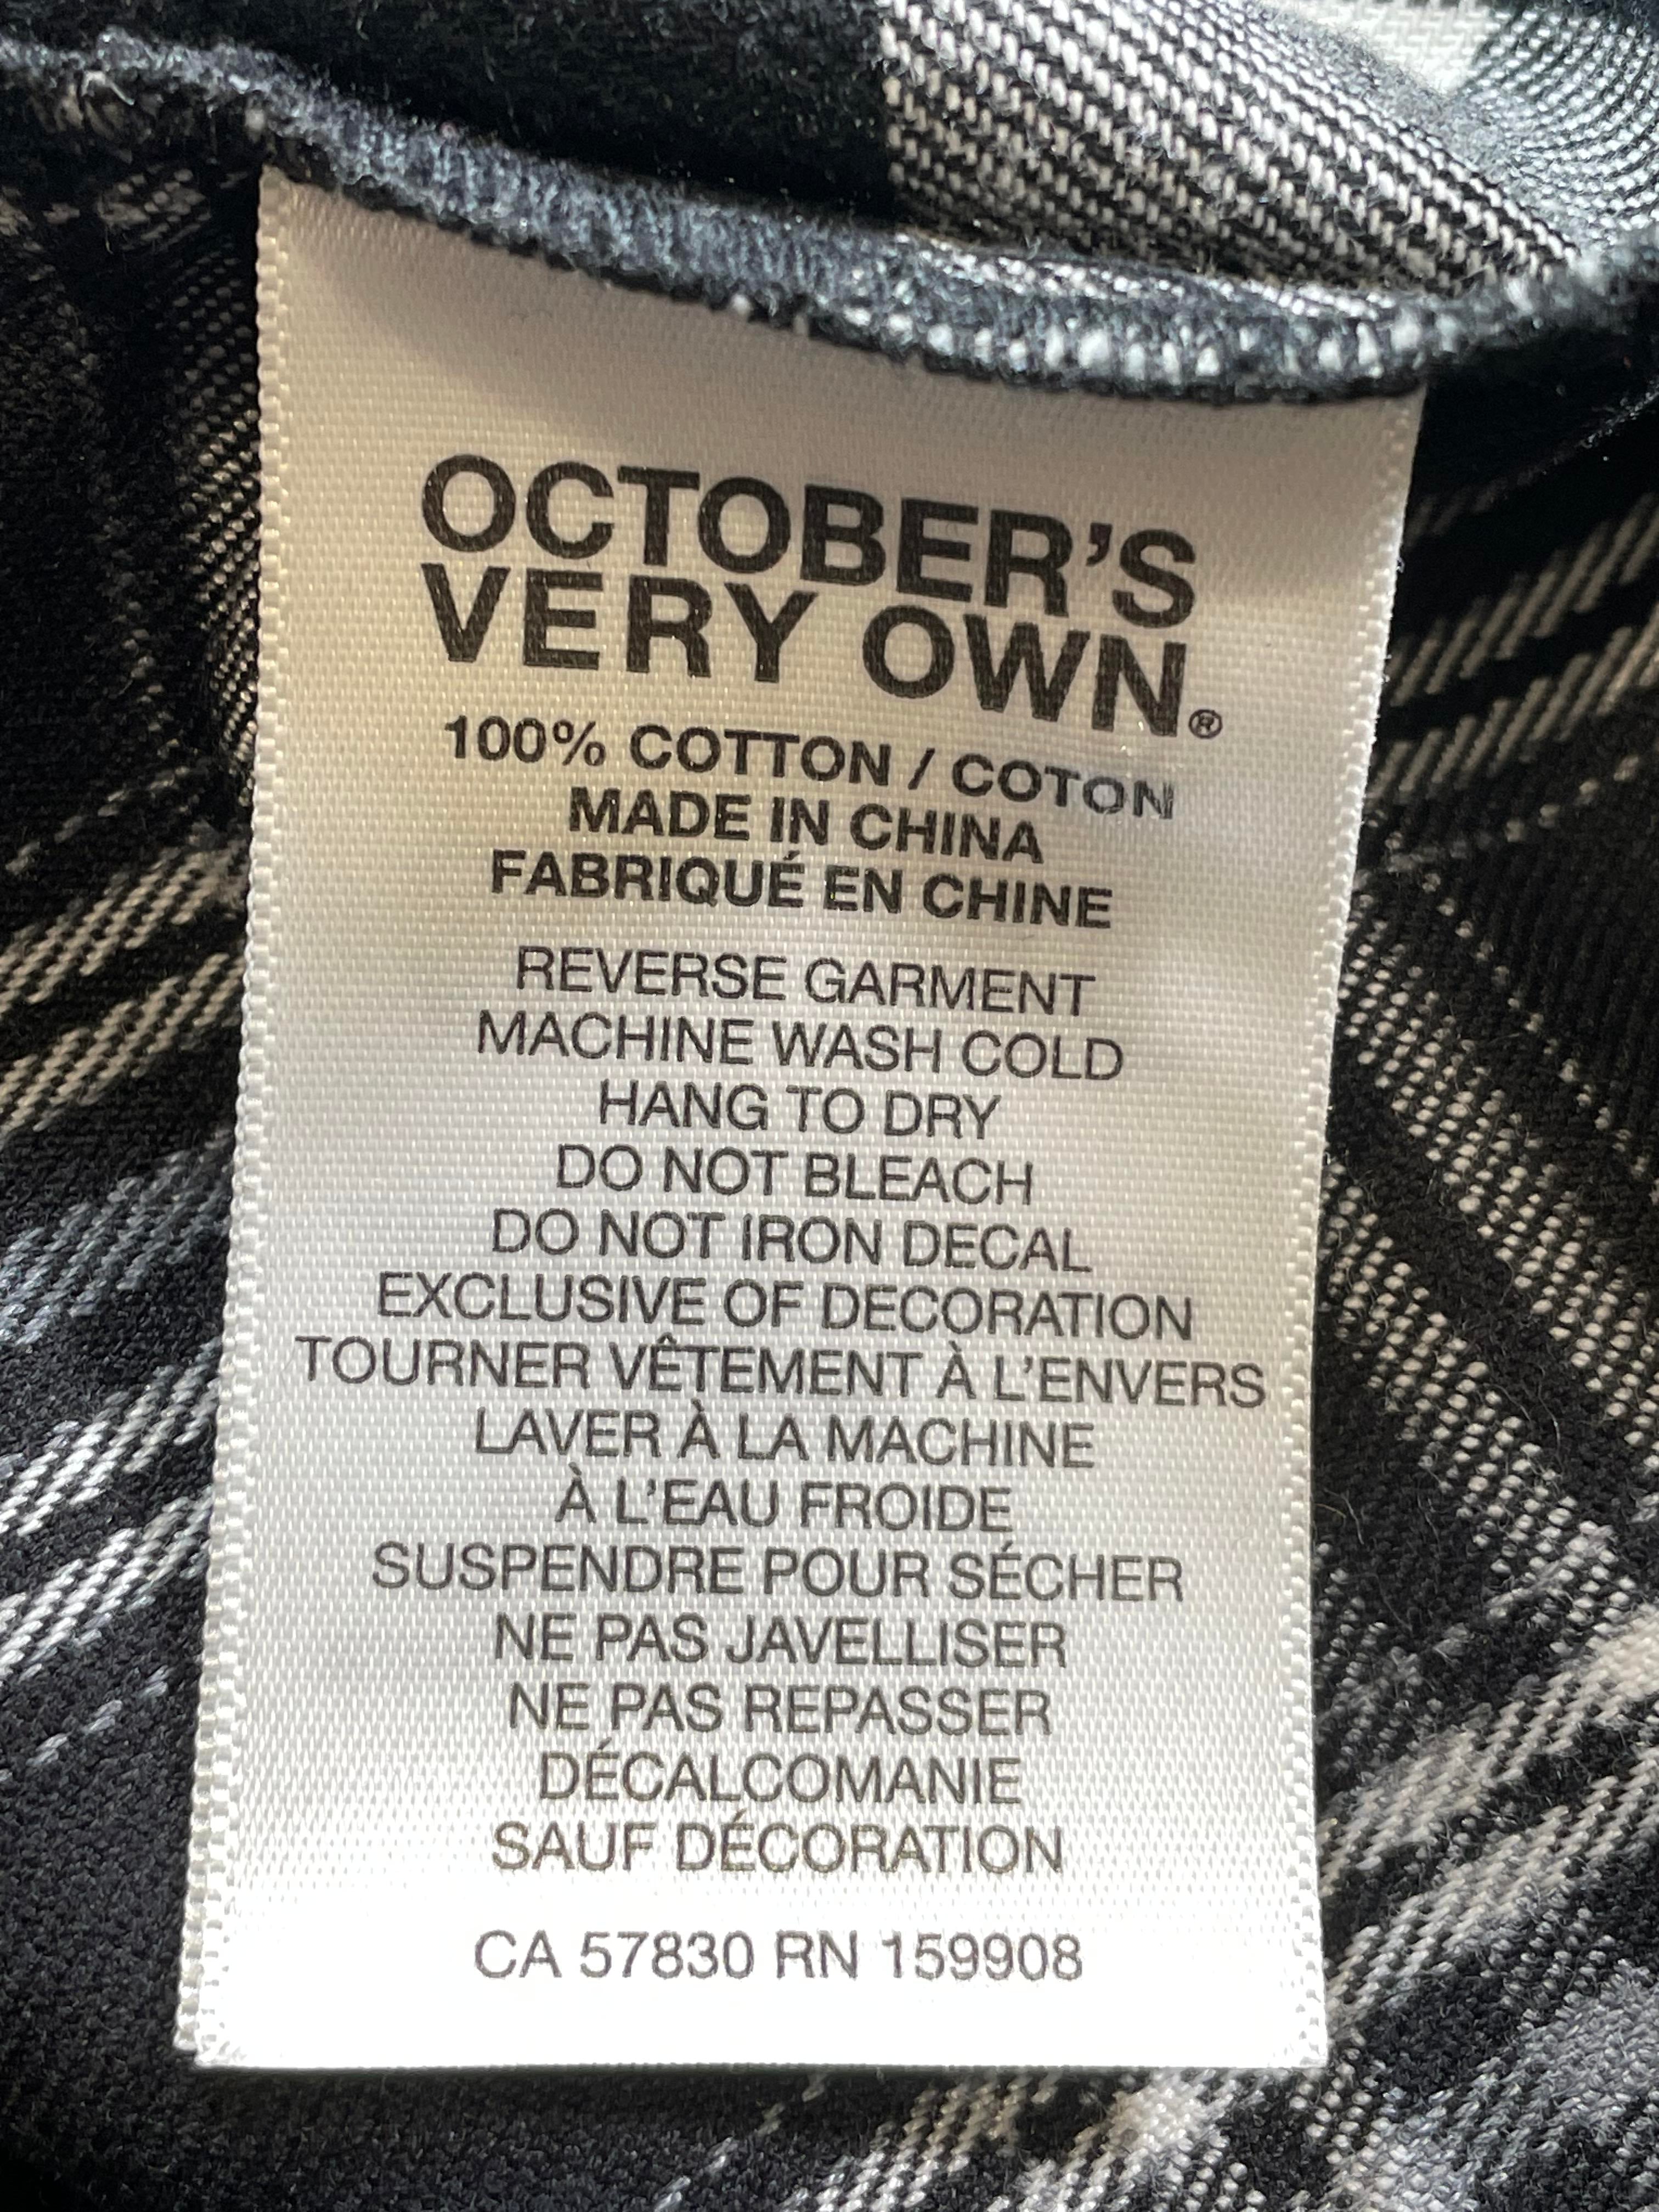 OCTOBER'S
VERY OWN®
100% COTTON / COTON
MADE IN CHINA
FABRIQUÉ EN CHINE
REVERSE GARMENT
MACHINE WASH COLD
HANG TO DRY
DO NOT BLEACH
DO NOT IRON DECAL
EXCLUSIVE OF DECORATION
TOURNER VÊTEMENT À L'ENVERS
LAVER À LA MACHINE
À L'EAU FROIDE
SUSPENDRE POUR SÉCHER
NE PAS JAVELLISER
NE PAS REPASSER
DÉCALCOMANIE
SAUF DÉCORATION
CA 57830 RN 159908